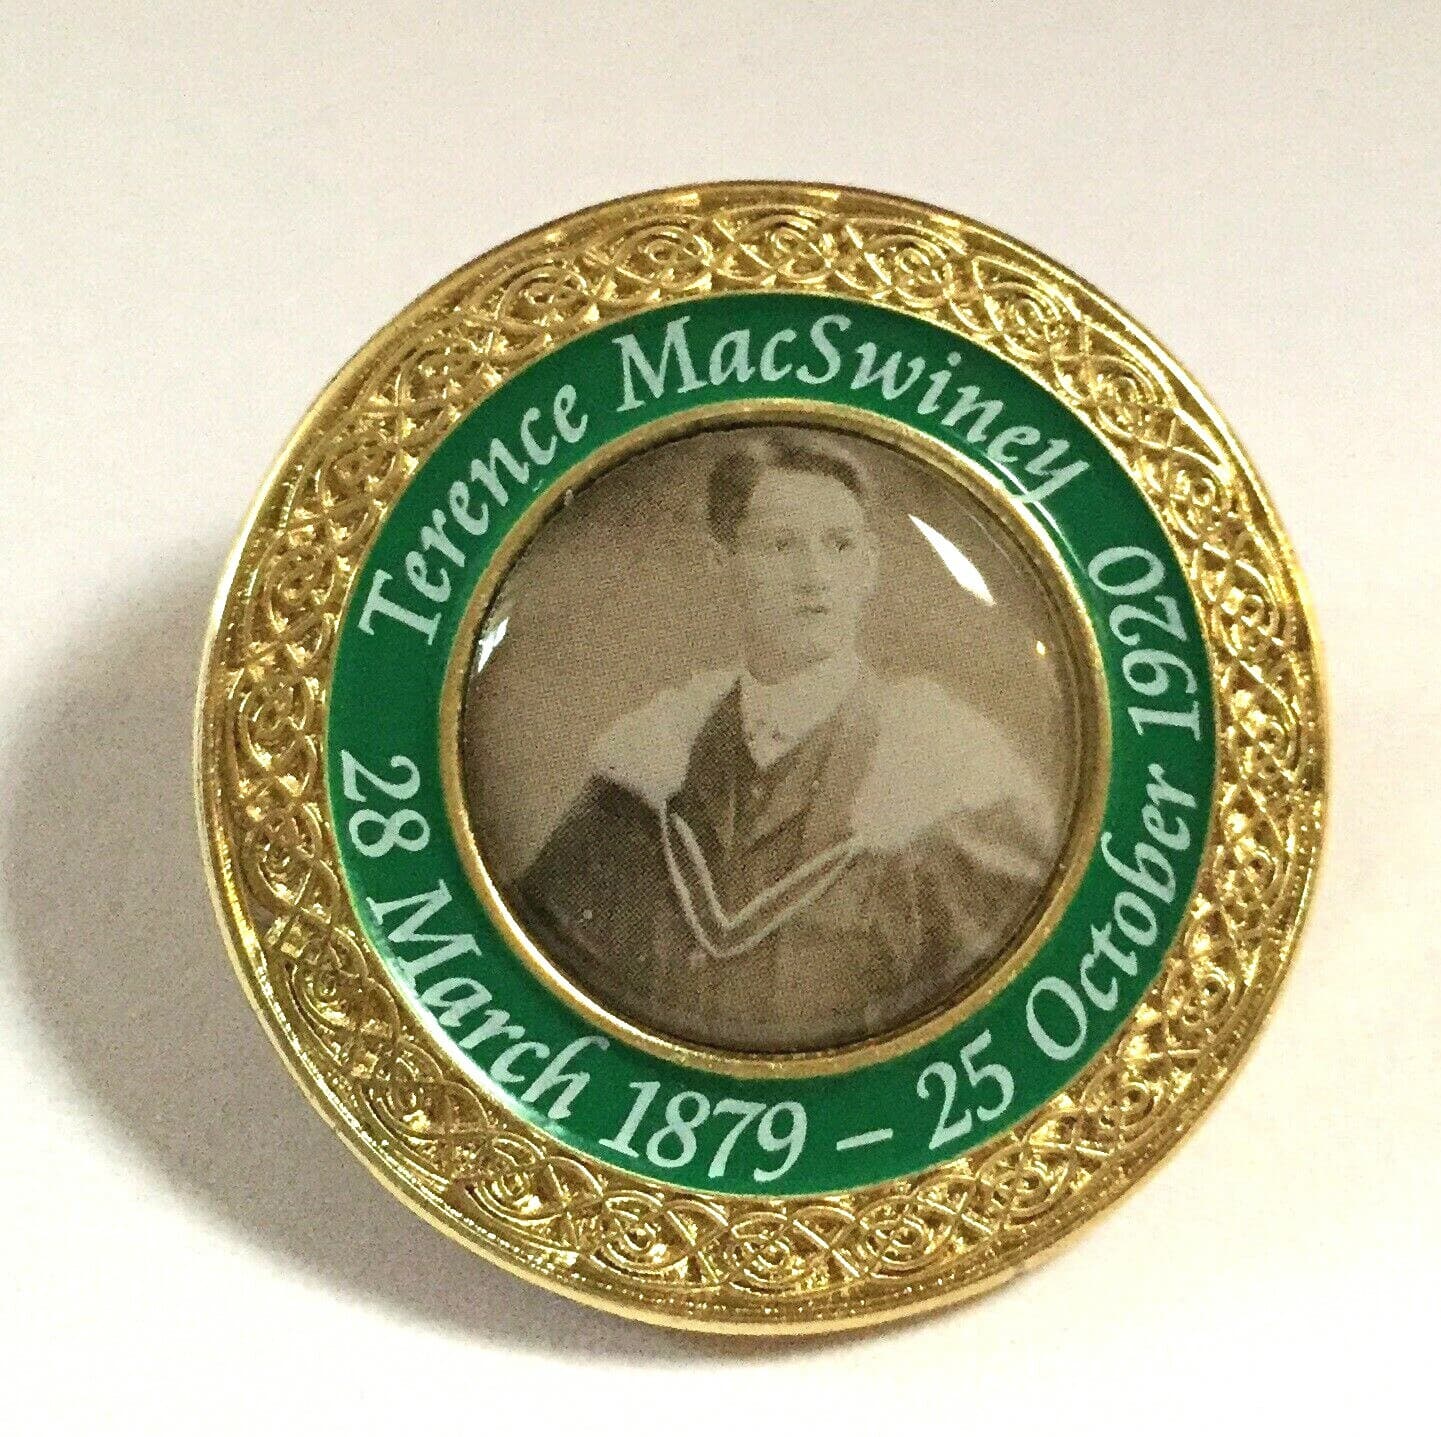 Terence MacSwiney
28 March 1879 – 25 October 1920